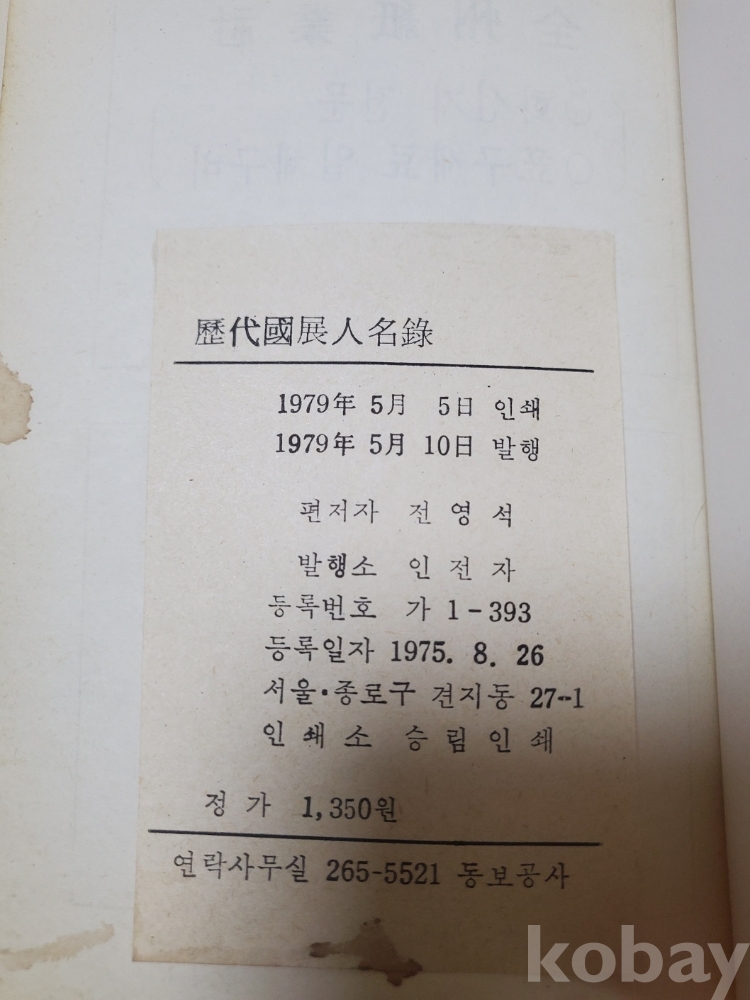 歷代國展人名錄
1979年 5月 5日 인쇄
1979年 5月 10日 발행
편저자 전영석
발행소 인전자
등록번호 가 1-393
등록일자 1975. 8. 26
서울·종로구 견지동 27-1
인쇄소 승림인쇄
정가 1,350원
연락사무실 265-5521 동보공사
kobay